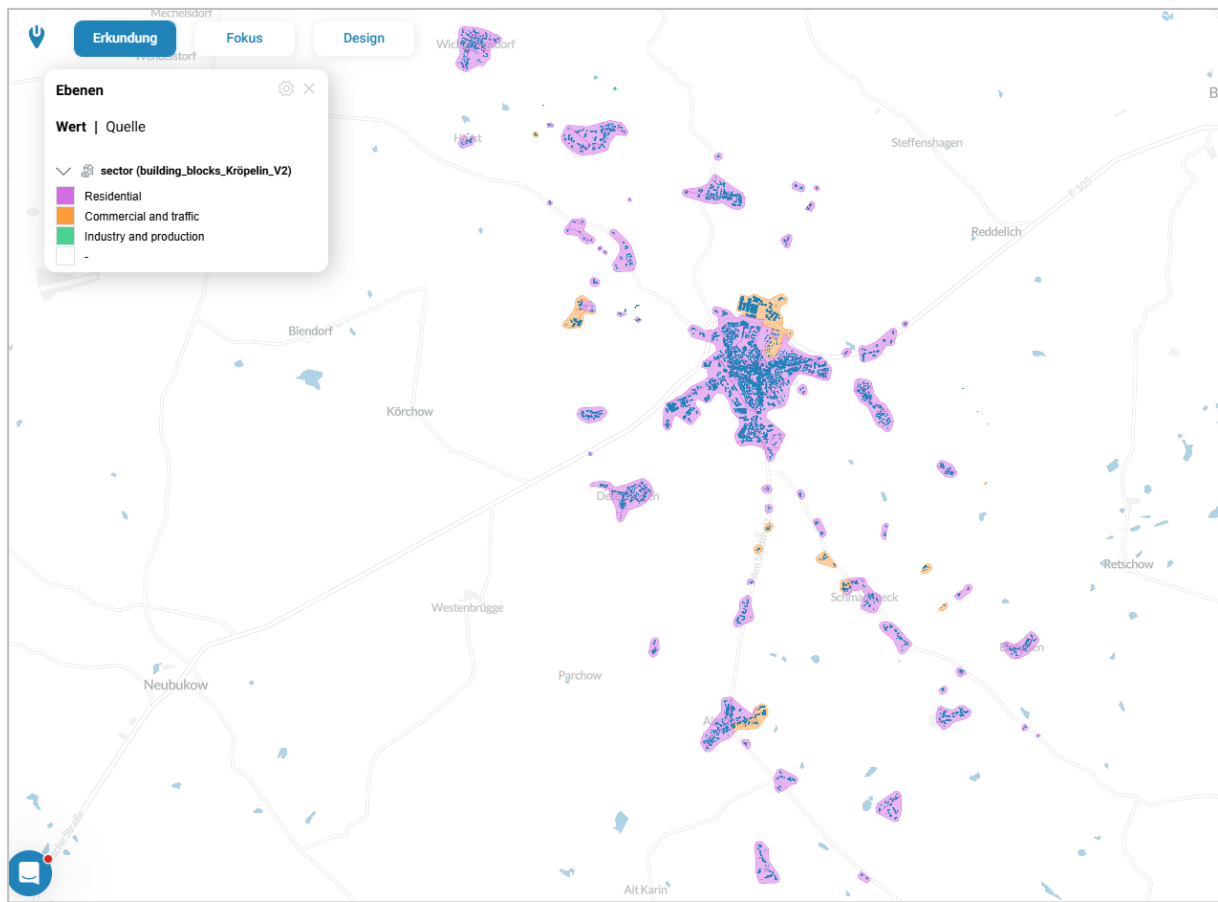 Mechelsdorf
Erkundung
Fokus
Design
Wendelstorf
Ebenen
Wert | Quelle
sector (building_blocks_Kröpelin_V2)
Residential
Commercial and traffic
Industry and production
-
B
Steffenshagen
E 105
Reddelich
Biendorf
Körchow
Retschow
Westenbrügge
Parchow
Neubukow
Alt Karin